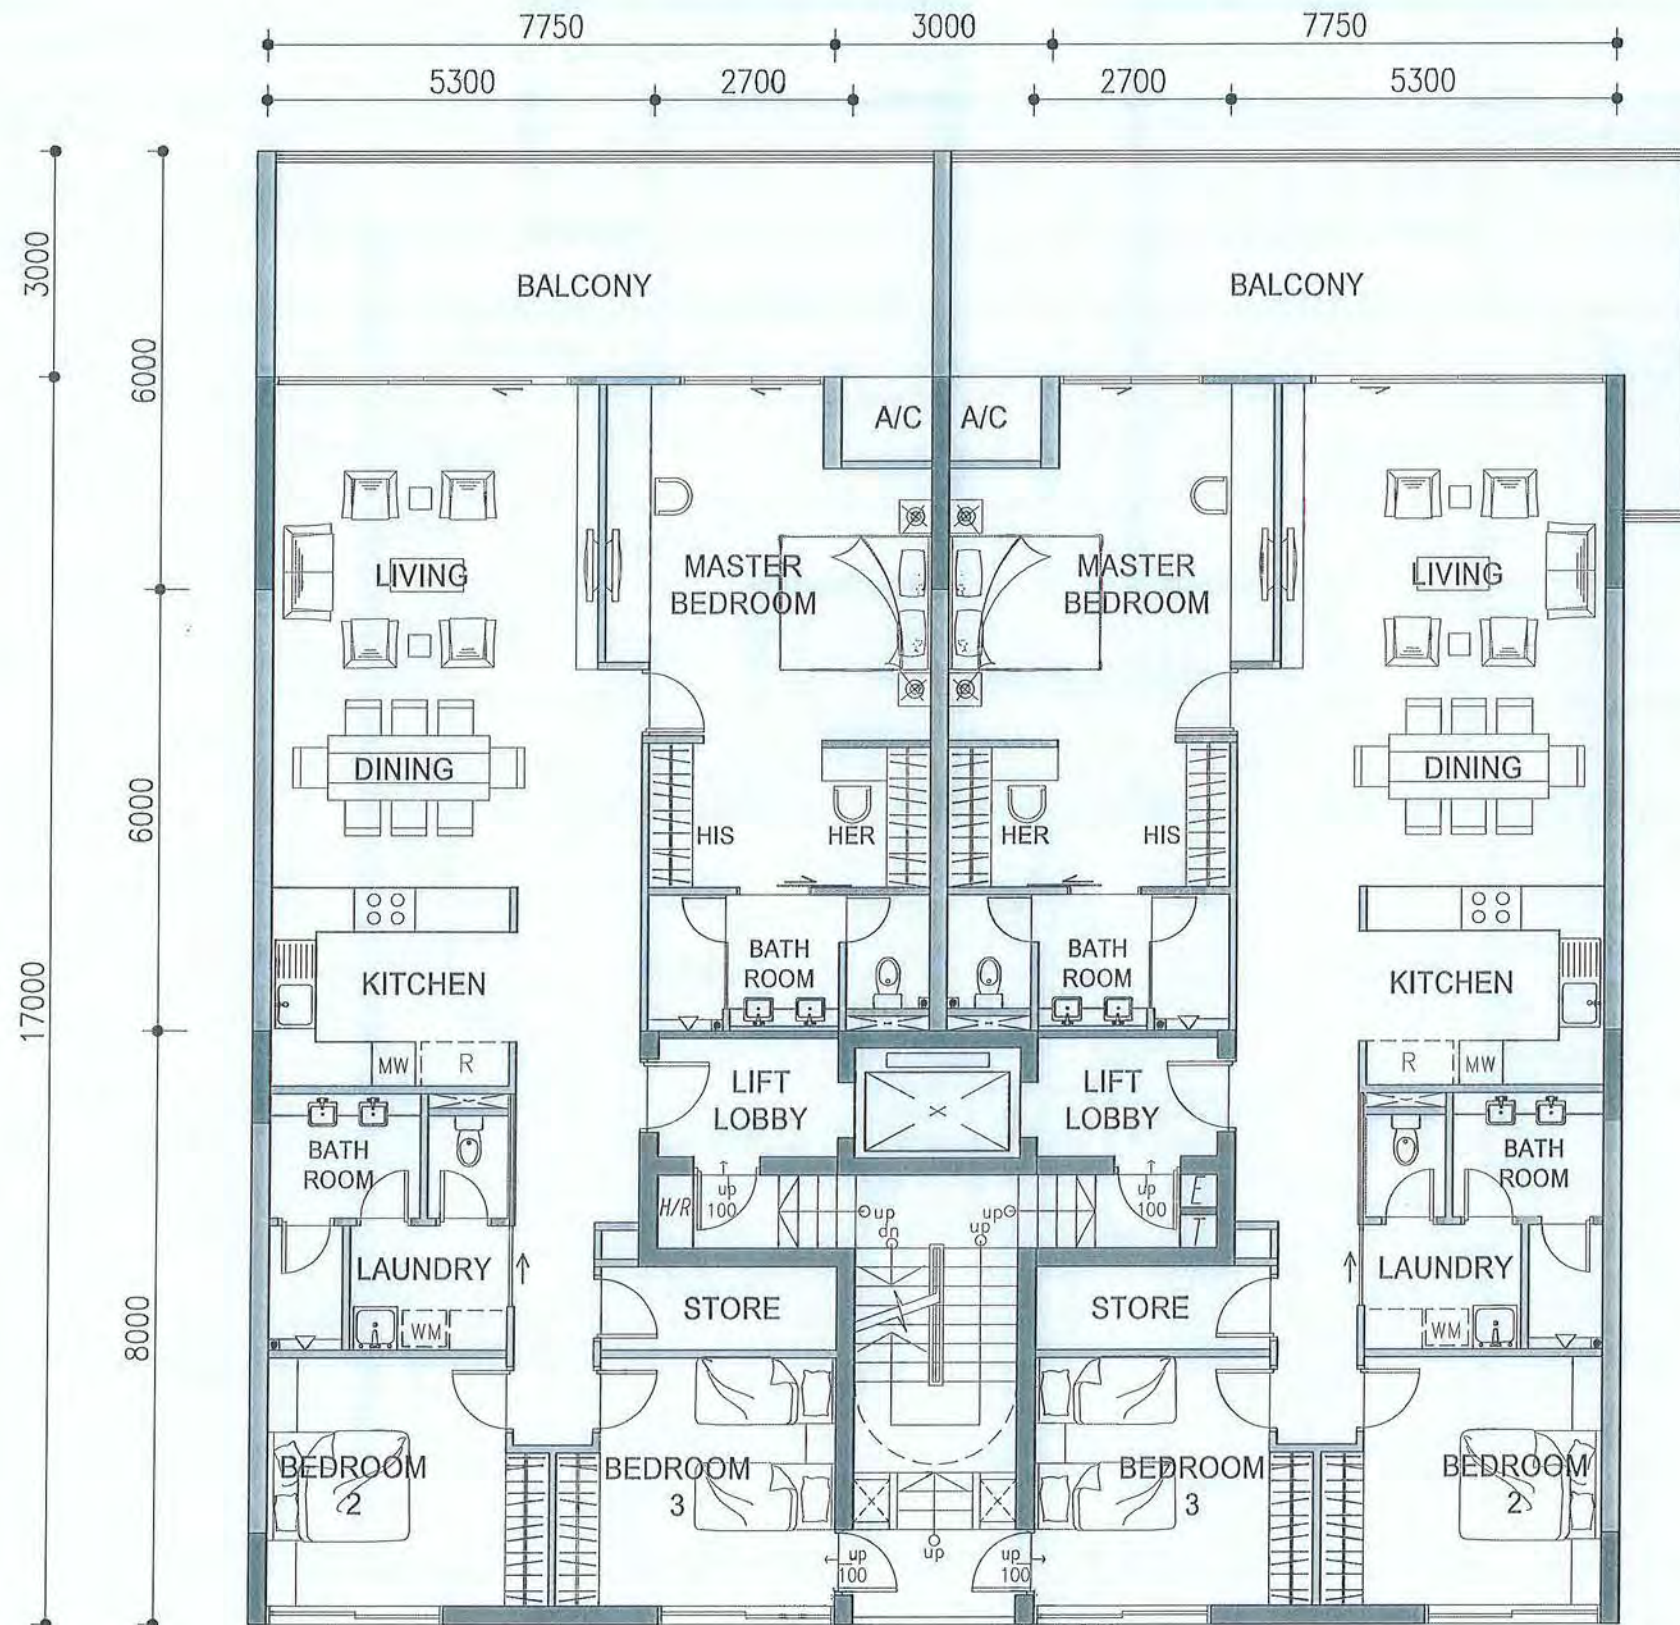 7750 3000 7750
5300 2700 2700 5300
3000
6000
6000
17000
8000
BALCONY BALCONY
A/C A/C
LIVING
MASTER
BEDROOM
MASTER
BEDROOM
LIVING
DINING
HIS HER HER HIS
DINING
KITCHEN
BATH
ROOM
BATH
ROOM
KITCHEN
MW R
LIFT
LOBBY
LIFT
LOBBY
R MW
BATH
ROOM
BATH
ROOM
H/R
up
100
up
dn
up
up
up
100
E
T
LAUNDRY
WM
STORE STORE
LAUNDRY
WM
BEDROOM
2
BEDROOM
3
BEDROOM
3
BEDROOM
2
up
100
up
up
100